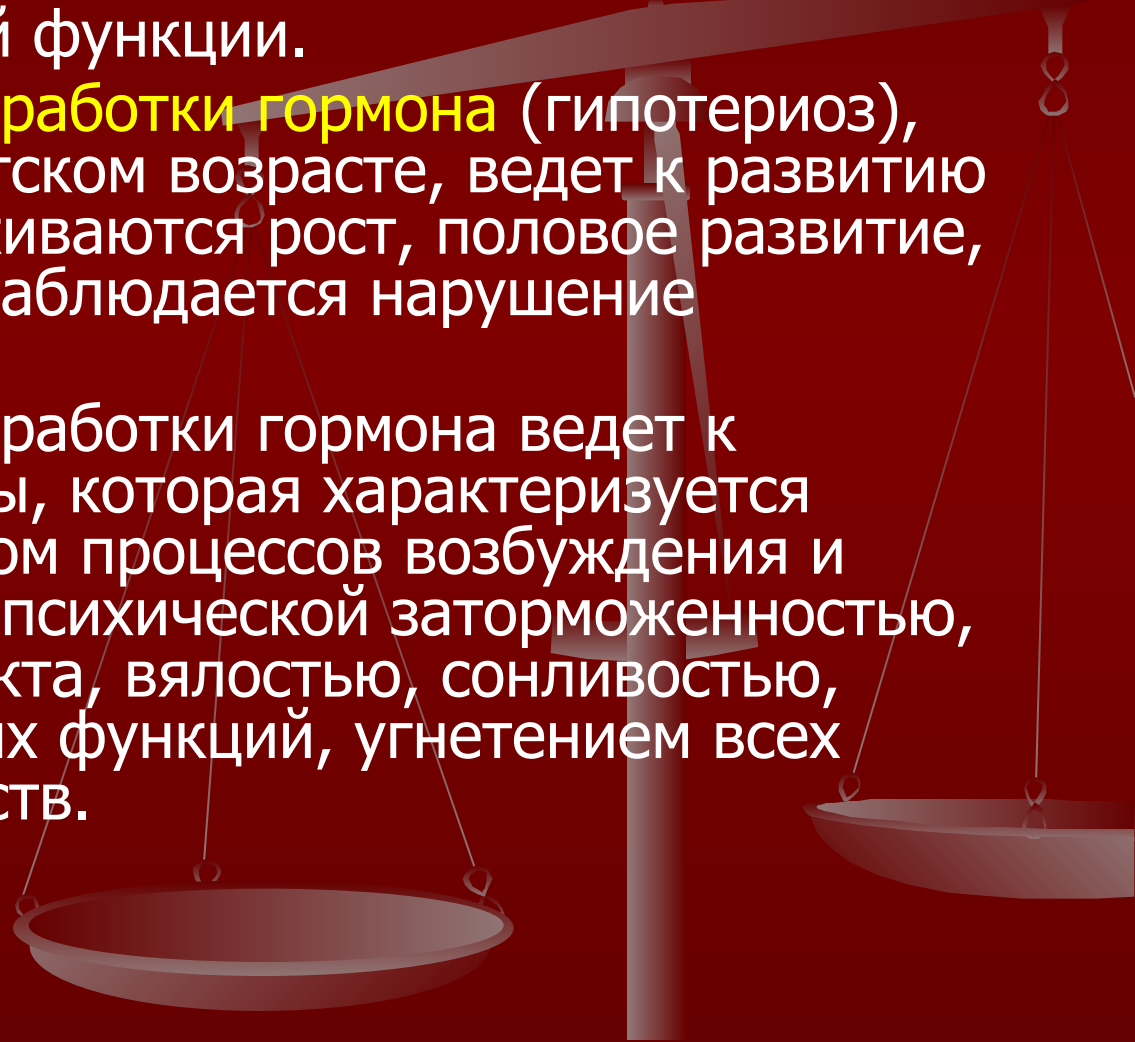 й функции.
работки гормона (гипотериоз),
тском возрасте, ведет к развитию
киваются рост, половое развитие,
аблюдается нарушение
работки гормона ведет к
ы, которая характеризуется
ом процессов возбуждения и
психической заторможенностью,
кта, вялостью, сонливостью,
их функций, угнетением всех
ств.